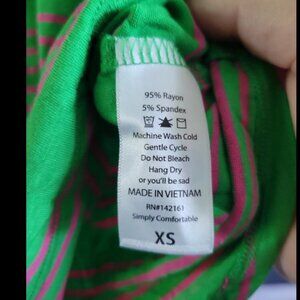 95% Rayon
5% Spandex
Machine Wash Cold
Gentle Cycle
Do Not Bleach
Hang Dry
or you'll be sad
MADE IN VIETNAM
RN#142161
Simply Comfortable
XS